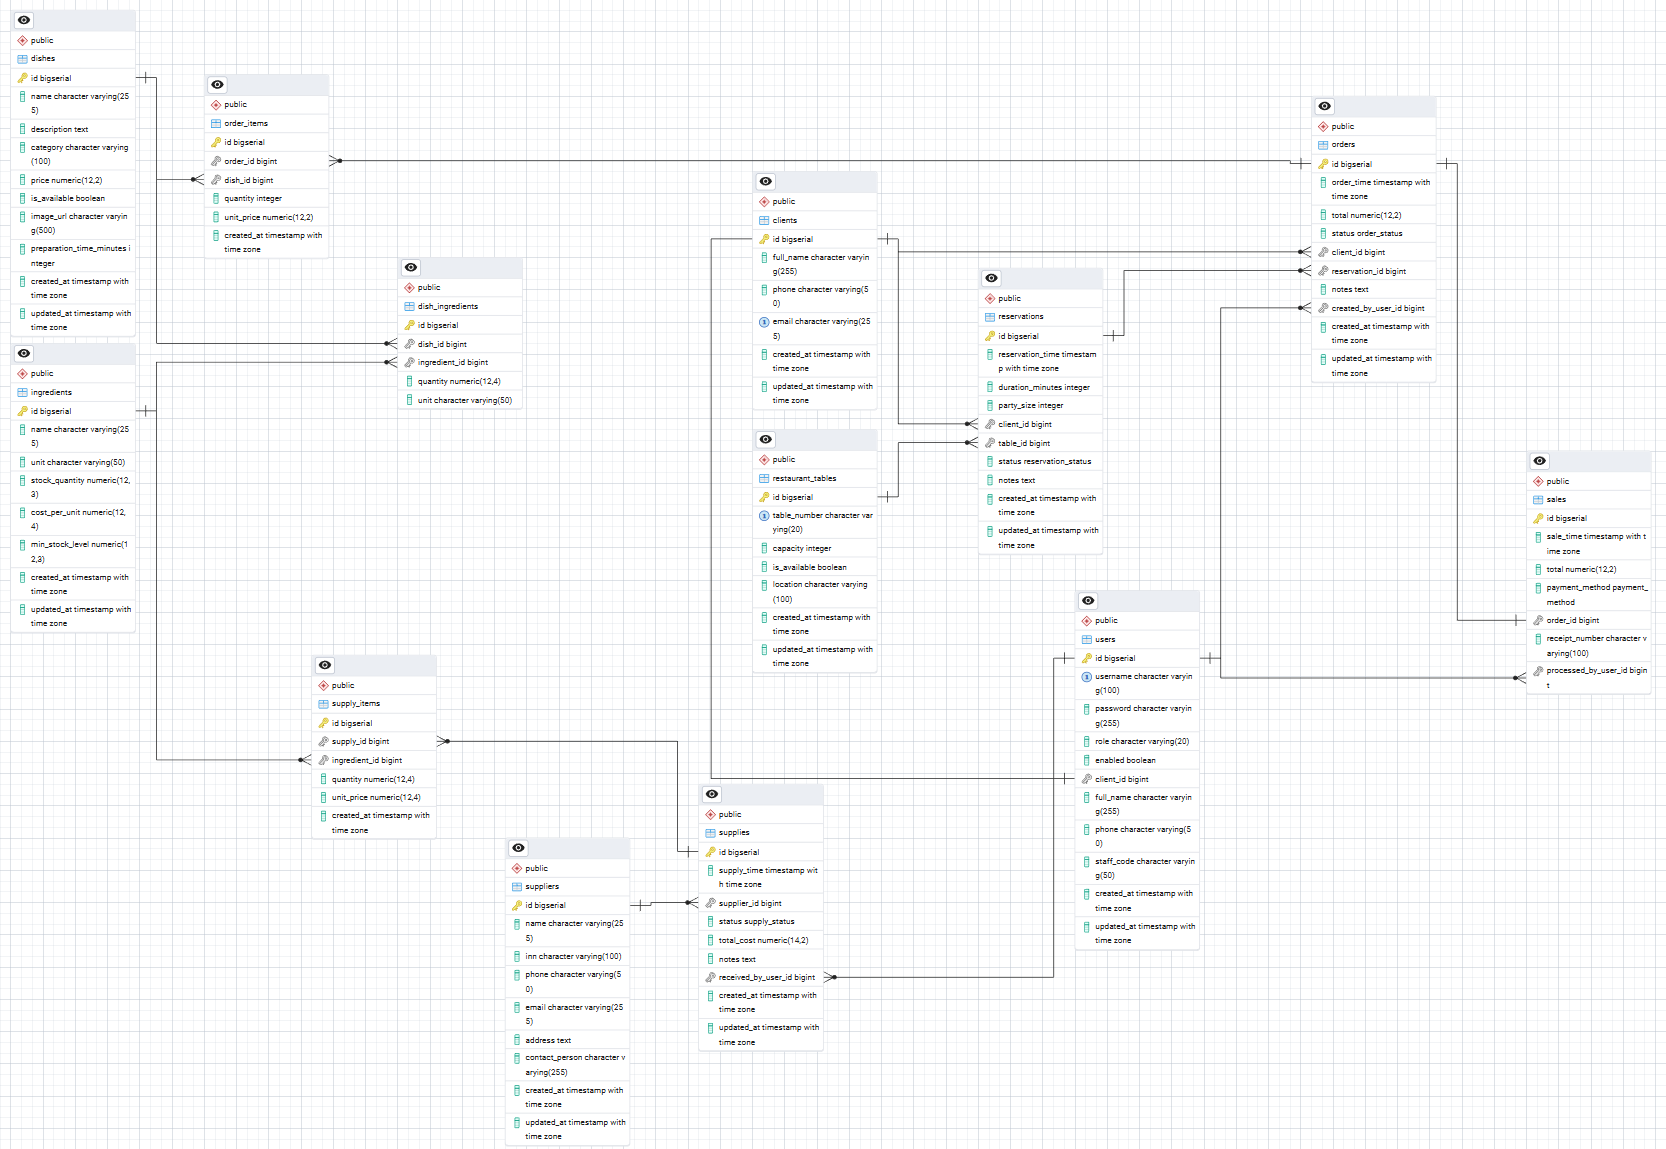 public
dishes
id bigserial
name character varying(25
5)
description text
category character varying
(100)
price numeric(12,2)
is_available boolean
image_url character varyin
g(500)
preparation_time_minutes i
nteger
created_at timestamp with
time zone
updated_at timestamp with
time zone
public
ingredients
id bigserial
name character varying(25
5)
unit character varying(50)
stock_quantity numeric(12,
3)
cost_per_unit numeric(12,
4)
min_stock_level numeric(1
2,3)
created_at timestamp with
time zone
updated_at timestamp with
time zone
public
order_items
id bigserial
order_id bigint
dish_id bigint
quantity integer
unit_price numeric(12,2)
created_at timestamp with
time zone
public
dish_ingredients
id bigserial
dish_id bigint
ingredient_id bigint
quantity numeric(12,4)
unit character varying(50)
public
supply_items
id bigserial
supply_id bigint
ingredient_id bigint
quantity numeric(12,4)
unit_price numeric(12,4)
created_at timestamp with
time zone
public
suppliers
id bigserial
name character varying(25
5)
inn character varying(100)
phone character varying(5
0)
email character varying(25
5)
address text
contact_person character v
arying(255)
created_at timestamp with
time zone
updated_at timestamp with
time zone
public
supplies
id bigserial
supply_time timestamp wit
h time zone
supplier_id bigint
status supply_status
total_cost numeric(14,2)
notes text
received_by_user_id bigint
created_at timestamp with
time zone
updated_at timestamp with
time zone
public
clients
id bigserial
full_name character varyin
g(255)
phone character varying(5
0)
email character varying(25
5)
created_at timestamp with
time zone
updated_at timestamp with
time zone
public
restaurant_tables
id bigserial
table_number character var
ying(20)
capacity integer
is_available boolean
location character varying
(100)
created_at timestamp with
time zone
updated_at timestamp with
time zone
public
reservations
id bigserial
reservation_time timestam
p with time zone
duration_minutes integer
party_size integer
client_id bigint
table_id bigint
status reservation_status
notes text
created_at timestamp with
time zone
updated_at timestamp with
time zone
public
users
id bigserial
username character varyin
g(100)
password character varyin
g(255)
role character varying(20)
enabled boolean
client_id bigint
full_name character varyin
g(255)
phone character varying(5
0)
staff_code character varyin
g(50)
created_at timestamp with
time zone
updated_at timestamp with
time zone
public
orders
id bigserial
order_time timestamp with
time zone
total numeric(12,2)
status order_status
client_id bigint
reservation_id bigint
notes text
created_by_user_id bigint
created_at timestamp with
time zone
updated_at timestamp with
time zone
public
sales
id bigserial
sale_time timestamp with t
ime zone
total numeric(12,2)
payment_method payment_
method
order_id bigint
receipt_number character v
arying(100)
processed_by_user_id bigin
t